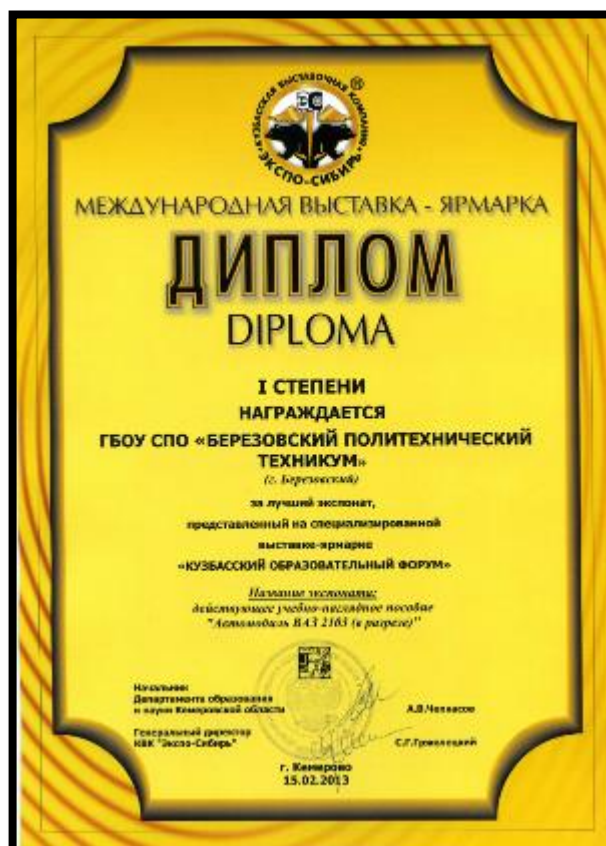 КУЗБАССКАЯ ВЫСТАВОЧНАЯ КОМПАНИЯ
"ЭКСПО-СИБИРЬ"
®
МЕЖДУНАРОДНАЯ ВЫСТАВКА - ЯРМАРКА
ДИПЛОМ
DIPLOMA
I СТЕПЕНИ
НАГРАЖДАЕТСЯ
ГБОУ СПО «БЕРЕЗОВСКИЙ ПОЛИТЕХНИЧЕСКИЙ
ТЕХНИКУМ»
(г. Березовский)
за лучший экспонат,
представленный на специализированной
выставке-ярмарке
«КУЗБАССКИЙ ОБРАЗОВАТЕЛЬНЫЙ ФОРУМ»
Название экспоната:
действующее учебно-наглядное пособие
"Автомобиль ВАЗ 2103 (в разрезе)"
Начальник
Департамента образования
и науки Кемеровской области
А.В.Чепкасов
Генеральный директор
КВК "Экспо-Сибирь"
г. Кемерово
15.02.2013